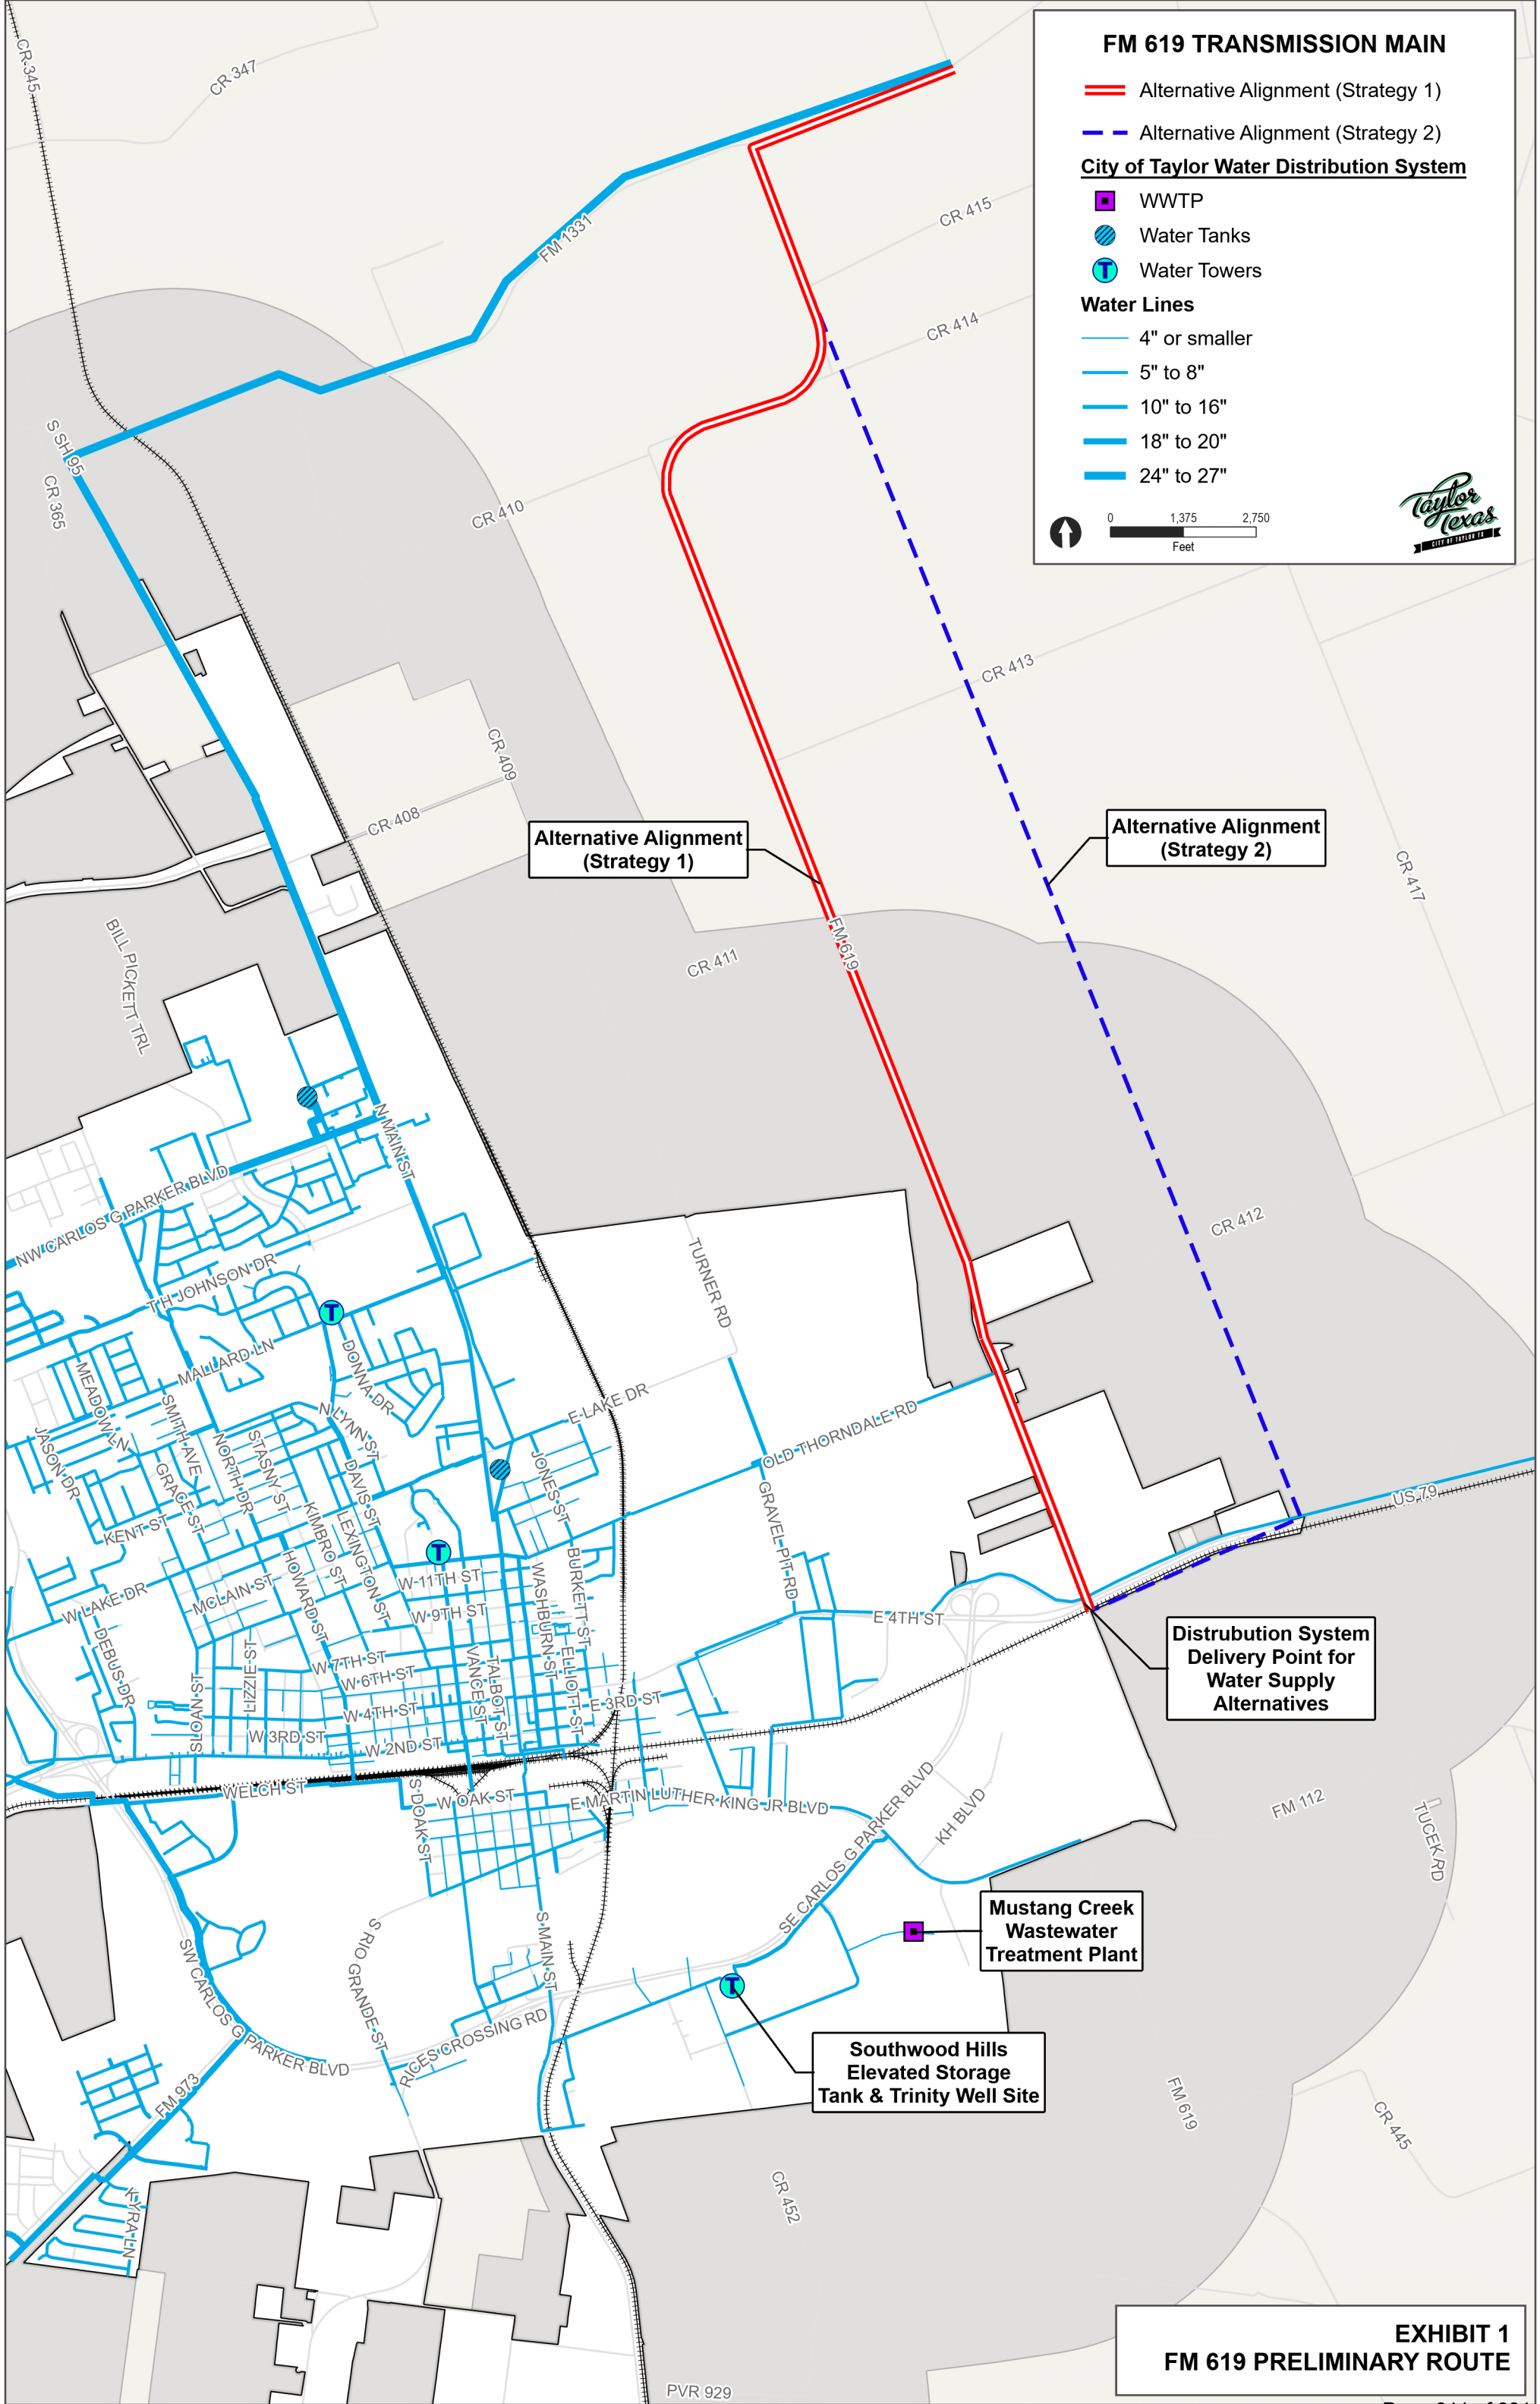 FM 619 TRANSMISSION MAIN
Alternative Alignment (Strategy 1)
Alternative Alignment (Strategy 2)
City of Taylor Water Distribution System
WWTP
Water Tanks
Water Towers
Water Lines
4" or smaller
5" to 8"
10" to 16"
18" to 20"
24" to 27"
0 1,375 2,750
Feet
Taylor
Texas
CITY OF TAYLOR TX
CR 345
CR 347
FM 1331
CR 415
CR 414
S SH 95
CR 365
CR 410
CR 413
CR 409
CR 408
Alternative Alignment
(Strategy 1)
Alternative Alignment
(Strategy 2)
CR 417
BILL PICKETT TRL
CR 411
FM 619
N MAIN ST
NW CARLOS G PARKER BLVD
CR 412
TURNER RD
T H JOHNSON DR
T
MALLARD LN
DONNA DR
MEADOW LN
SMITH AVE
N LYNN ST
E LAKE DR
OLD THORNDALE RD
JASON DR
GRACE ST
NORTH DR
STASNY ST
DAVIS ST
JONES ST
GRAVEL PIT RD
US 79
KENT ST
KIMBRO ST
LEXINGTON ST
T
HOWARD ST
W 11TH ST
BURKETT ST
WASHBURN ST
W LAKE DR
MCLAIN ST
W 9TH ST
E 4TH ST
DEBUS DR
LIZZIE ST
SLOAN ST
W 7TH ST
W 6TH ST
VANCE ST
TALBOT ST
ELLIOTT ST
Distrubution System
Delivery Point for
Water Supply
Alternatives
W 4TH ST
E 3RD ST
W 3RD ST
W 2ND ST
WELCH ST
S DOAK ST
W OAK ST
E MARTIN LUTHER KING JR BLVD
SE CARLOS G PARKER BLVD
KH BLVD
FM 112
TUCEK RD
Mustang Creek
Wastewater
Treatment Plant
SW CARLOS G PARKER BLVD
S RIO GRANDE ST
S MAIN ST
T
RICES CROSSING RD
Southwood Hills
Elevated Storage
Tank & Trinity Well Site
FM 973
FM 619
CR 445
KYRA LN
CR 452
PVR 929
EXHIBIT 1
FM 619 PRELIMINARY ROUTE